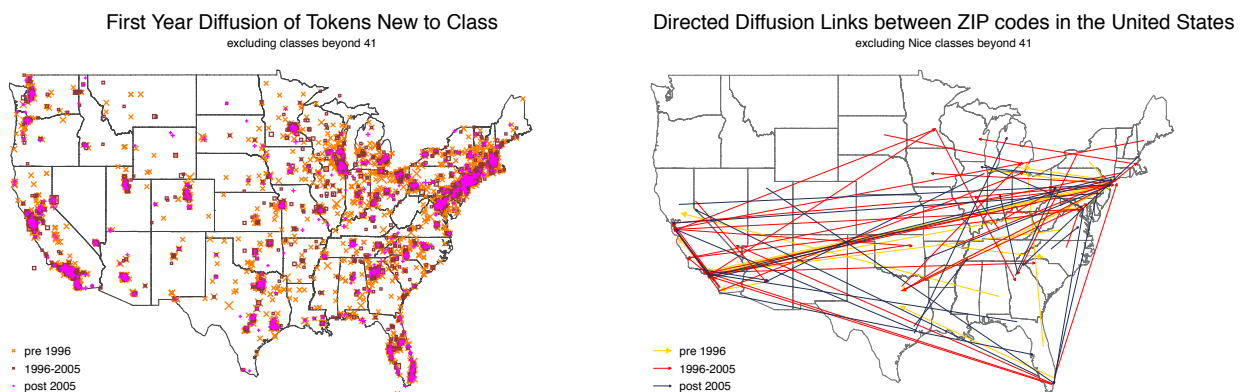 First Year Diffusion of Tokens New to Class
excluding classes beyond 41
pre 1996
1996-2005
post 2005
Directed Diffusion Links between ZIP codes in the United States
excluding Nice classes beyond 41
pre 1996
1996-2005
post 2005